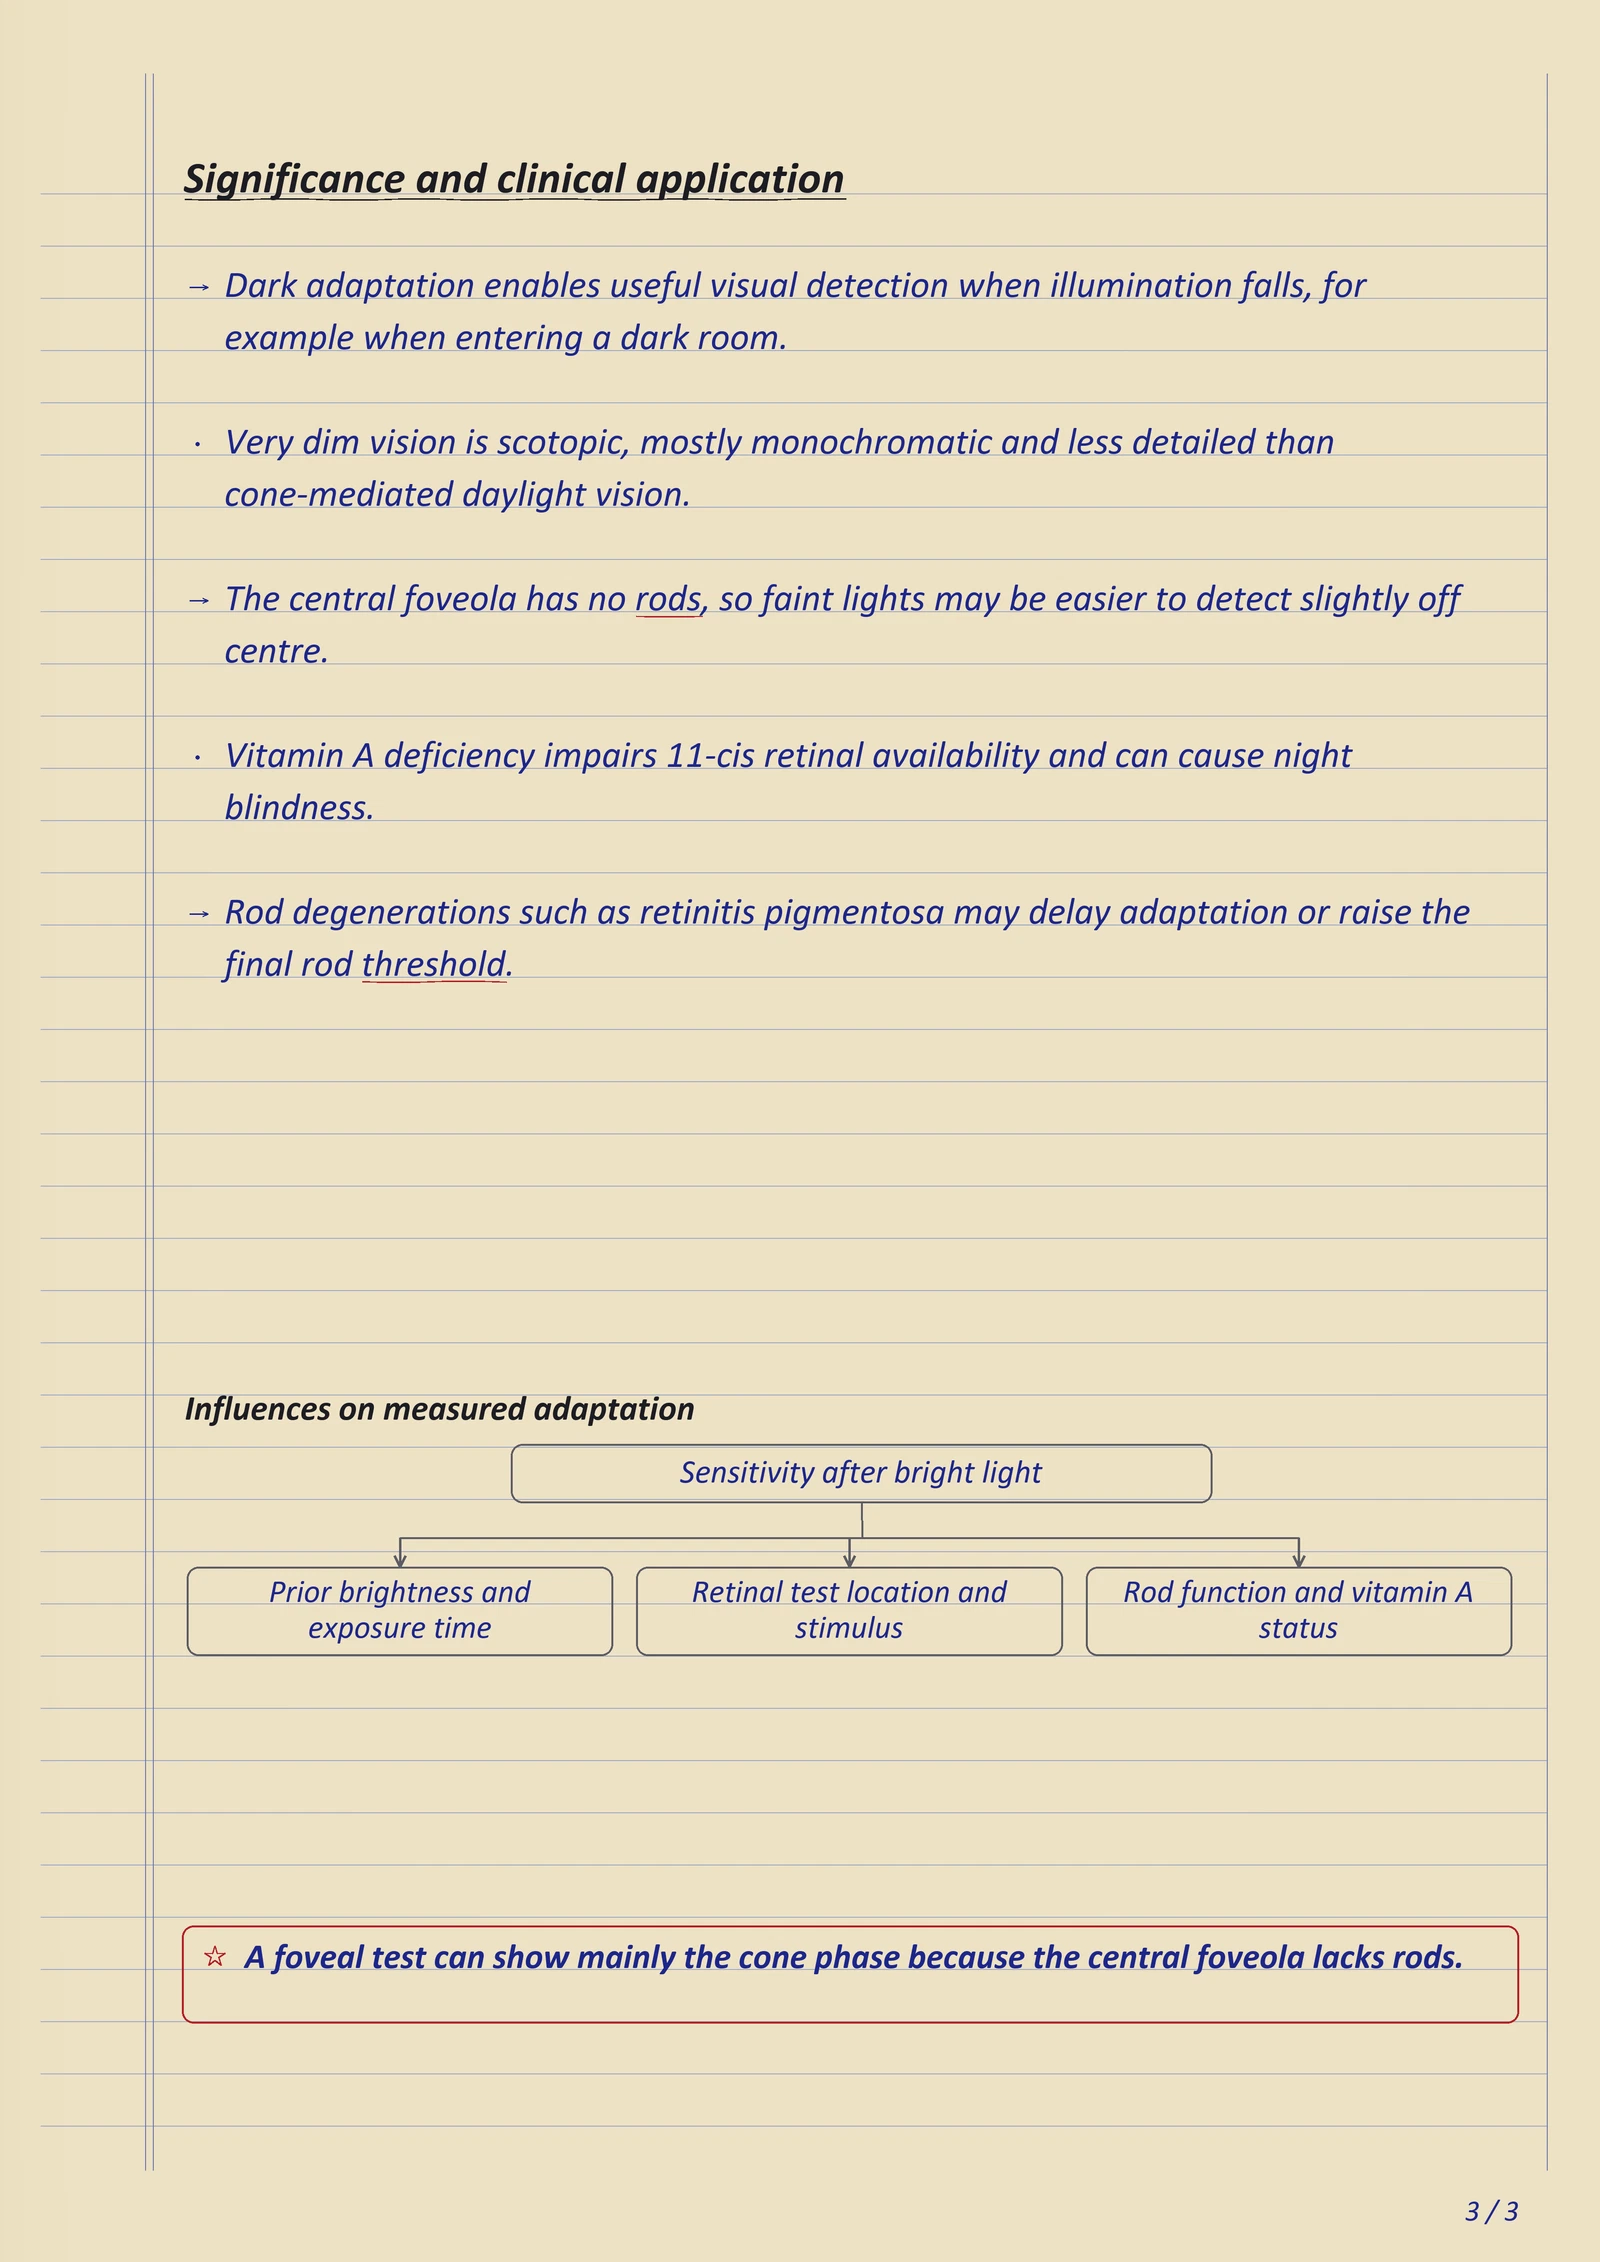 Significance and clinical application
→ Dark adaptation enables useful visual detection when illumination falls, for
example when entering a dark room.
· Very dim vision is scotopic, mostly monochromatic and less detailed than
cone-mediated daylight vision.
→ The central foveola has no rods, so faint lights may be easier to detect slightly off
centre.
· Vitamin A deficiency impairs 11-cis retinal availability and can cause night
blindness.
→ Rod degenerations such as retinitis pigmentosa may delay adaptation or raise the
final rod threshold.
Influences on measured adaptation
Sensitivity after bright light
Prior brightness and
exposure time
Retinal test location and
stimulus
Rod function and vitamin A
status
☆ A foveal test can show mainly the cone phase because the central foveola lacks rods.
3 / 3